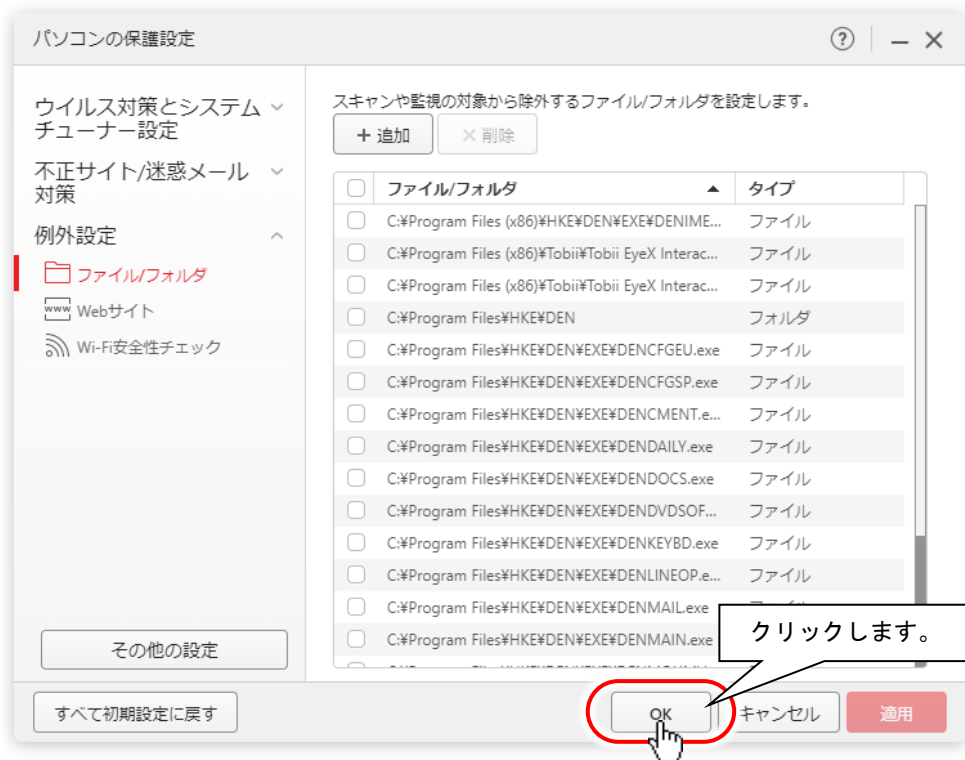 パソコンの保護設定
ウイルス対策とシステム
チューナー設定
不正サイト/迷惑メール
対策
例外設定
ファイル/フォルダ
www Webサイト
Wi-Fi安全性チェック
その他の設定
スキャンや監視の対象から除外するファイル/フォルダを設定します。
+ 追加 × 削除
ファイル/フォルダ ▲ タイプ
C:¥Program Files (x86)¥HKE¥DEN¥EXE¥DENIME... ファイル
C:¥Program Files (x86)¥Tobii¥Tobii EyeX Interac... ファイル
C:¥Program Files (x86)¥Tobii¥Tobii EyeX Interac... ファイル
C:¥Program Files¥HKE¥DEN フォルダ
C:¥Program Files¥HKE¥DEN¥EXE¥DENCFGEU.exe ファイル
C:¥Program Files¥HKE¥DEN¥EXE¥DENCFGSP.exe ファイル
C:¥Program Files¥HKE¥DEN¥EXE¥DENCMENT.e... ファイル
C:¥Program Files¥HKE¥DEN¥EXE¥DENDAILY.exe ファイル
C:¥Program Files¥HKE¥DEN¥EXE¥DENDOCS.exe ファイル
C:¥Program Files¥HKE¥DEN¥EXE¥DENDVDSOF... ファイル
C:¥Program Files¥HKE¥DEN¥EXE¥DENKEYBD.exe ファイル
C:¥Program Files¥HKE¥DEN¥EXE¥DENLINEOP.e... ファイル
C:¥Program Files¥HKE¥DEN¥EXE¥DENMAIL.exe
C:¥Program Files¥HKE¥DEN¥EXE¥DENMAIN.exe
クリックします。
すべて初期設定に戻す OK キャンセル 適用